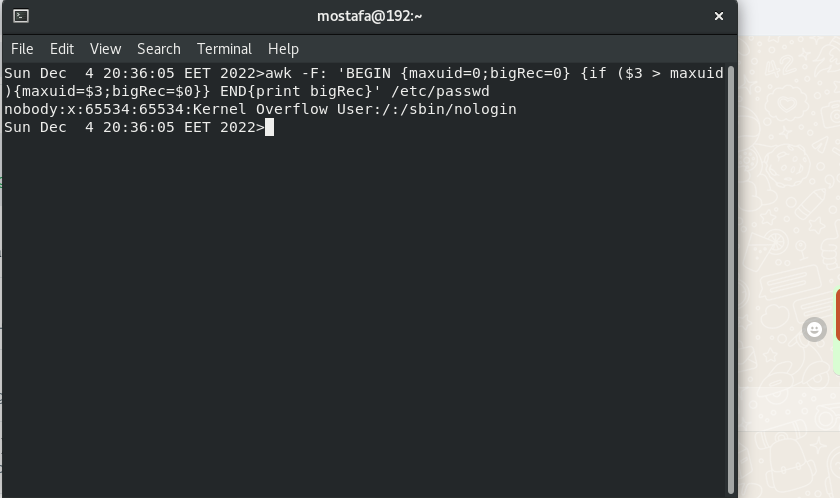 mostafa@192:~
File Edit View Search Terminal Help
Sun Dec  4 20:36:05 EET 2022>awk -F: 'BEGIN {maxuid=0;bigRec=0} {if ($3 > maxuid
){maxuid=$3;bigRec=$0}} END{print bigRec}' /etc/passwd
nobody:x:65534:65534:Kernel Overflow User:/:/sbin/nologin
Sun Dec  4 20:36:05 EET 2022>